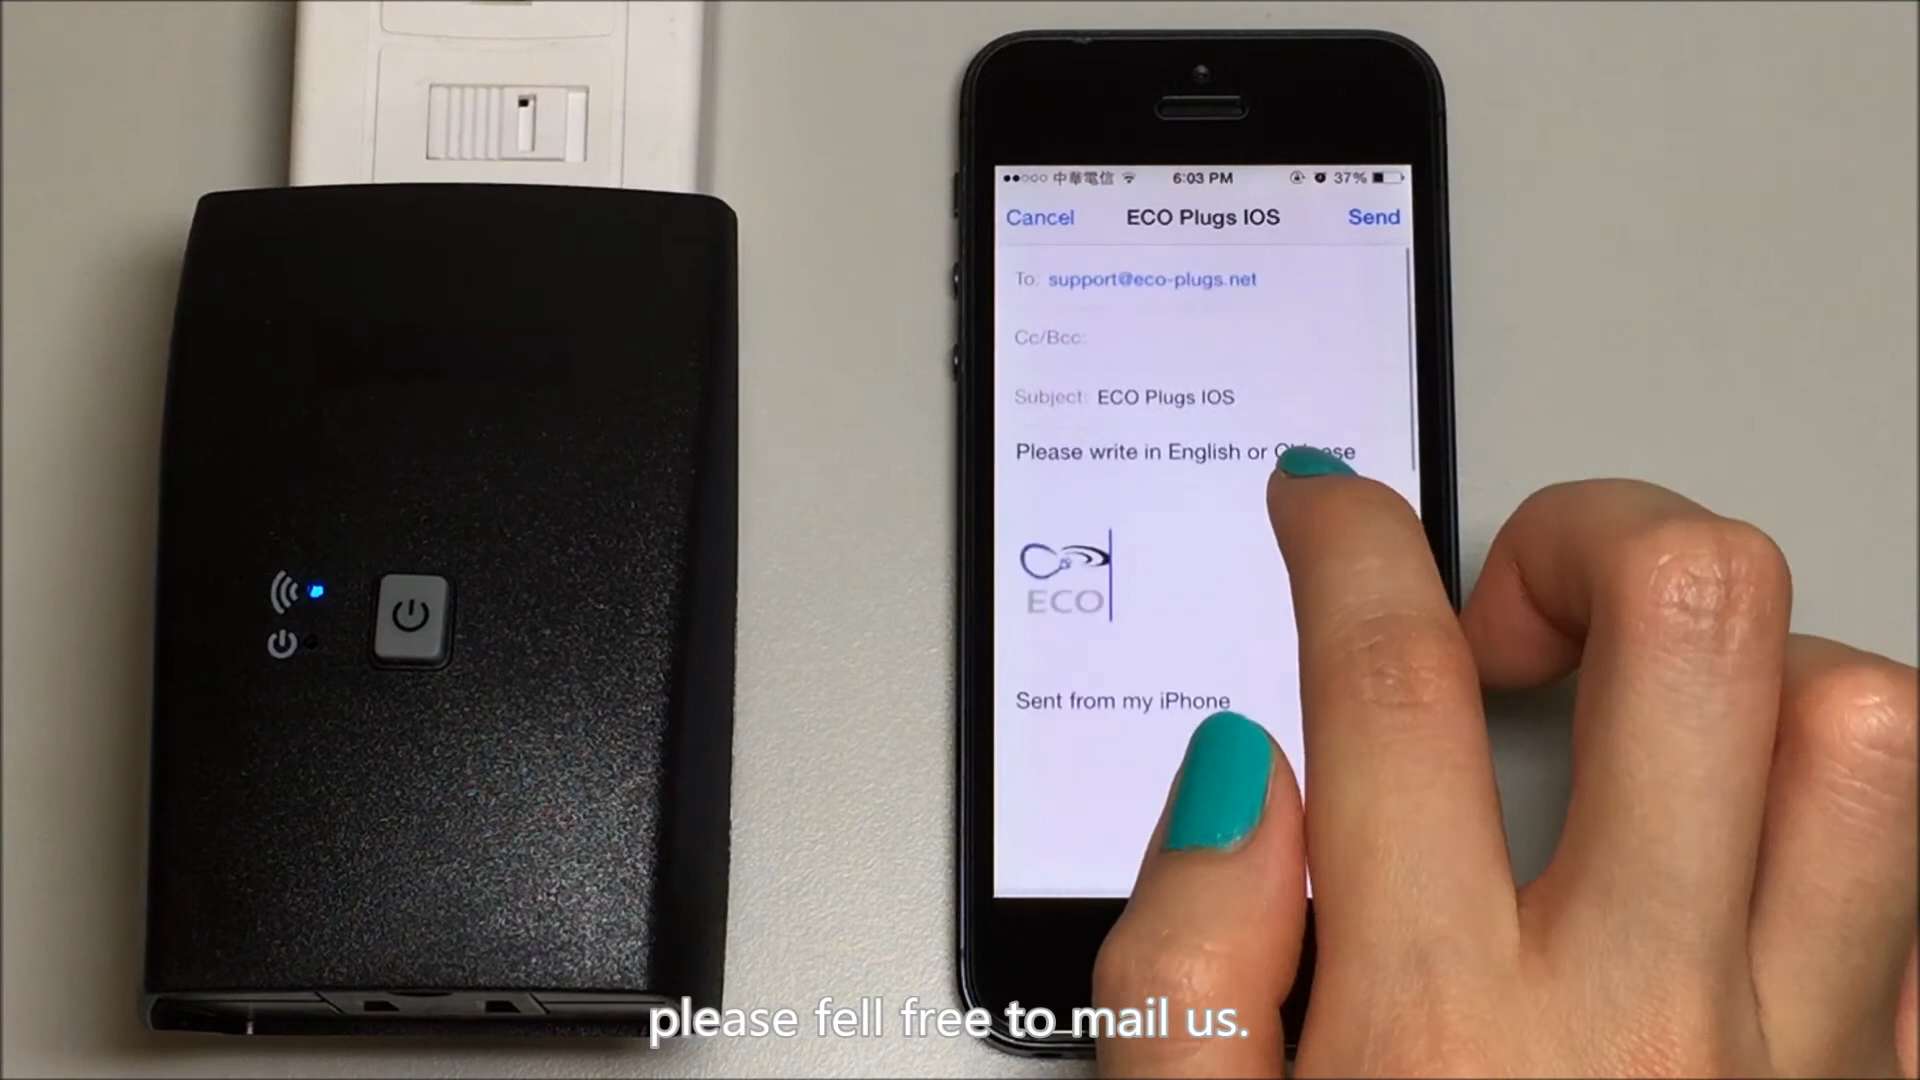 中華電信 6:03 PM 37%
Cancel ECO Plugs IOS Send
To: support@eco-plugs.net
Cc/Bcc:
Subject: ECO Plugs IOS
Please write in English or
ECO
Sent from my iPhone
please fell free to mail us.